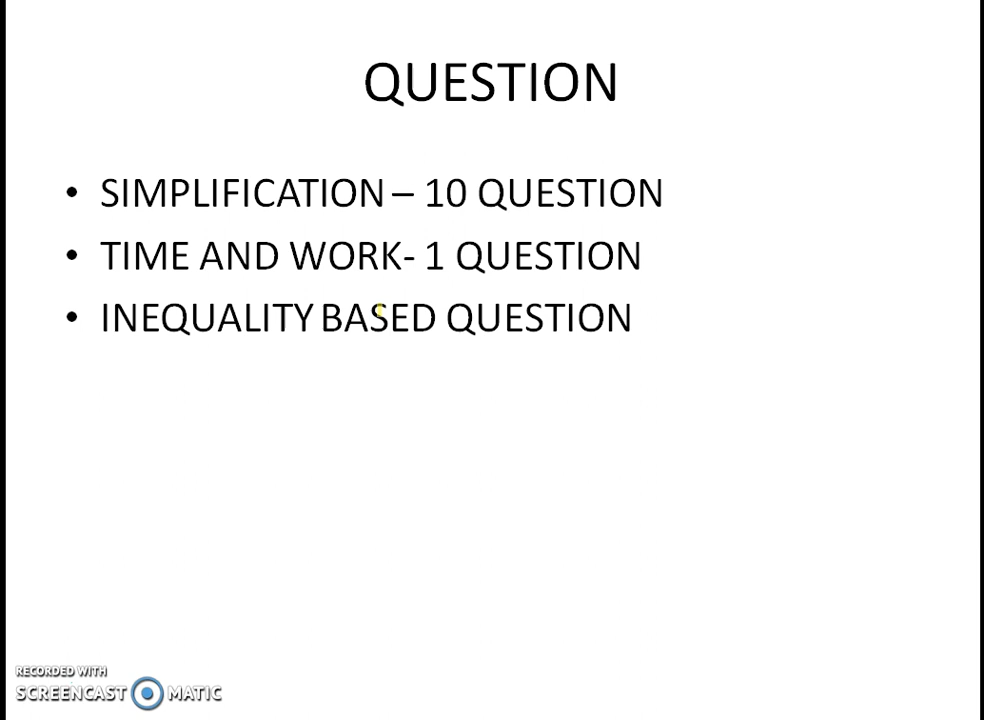 QUESTION
• SIMPLIFICATION – 10 QUESTION
• TIME AND WORK- 1 QUESTION
• INEQUALITY BASED QUESTION
RECORDED WITH
SCREENCAST MATIC